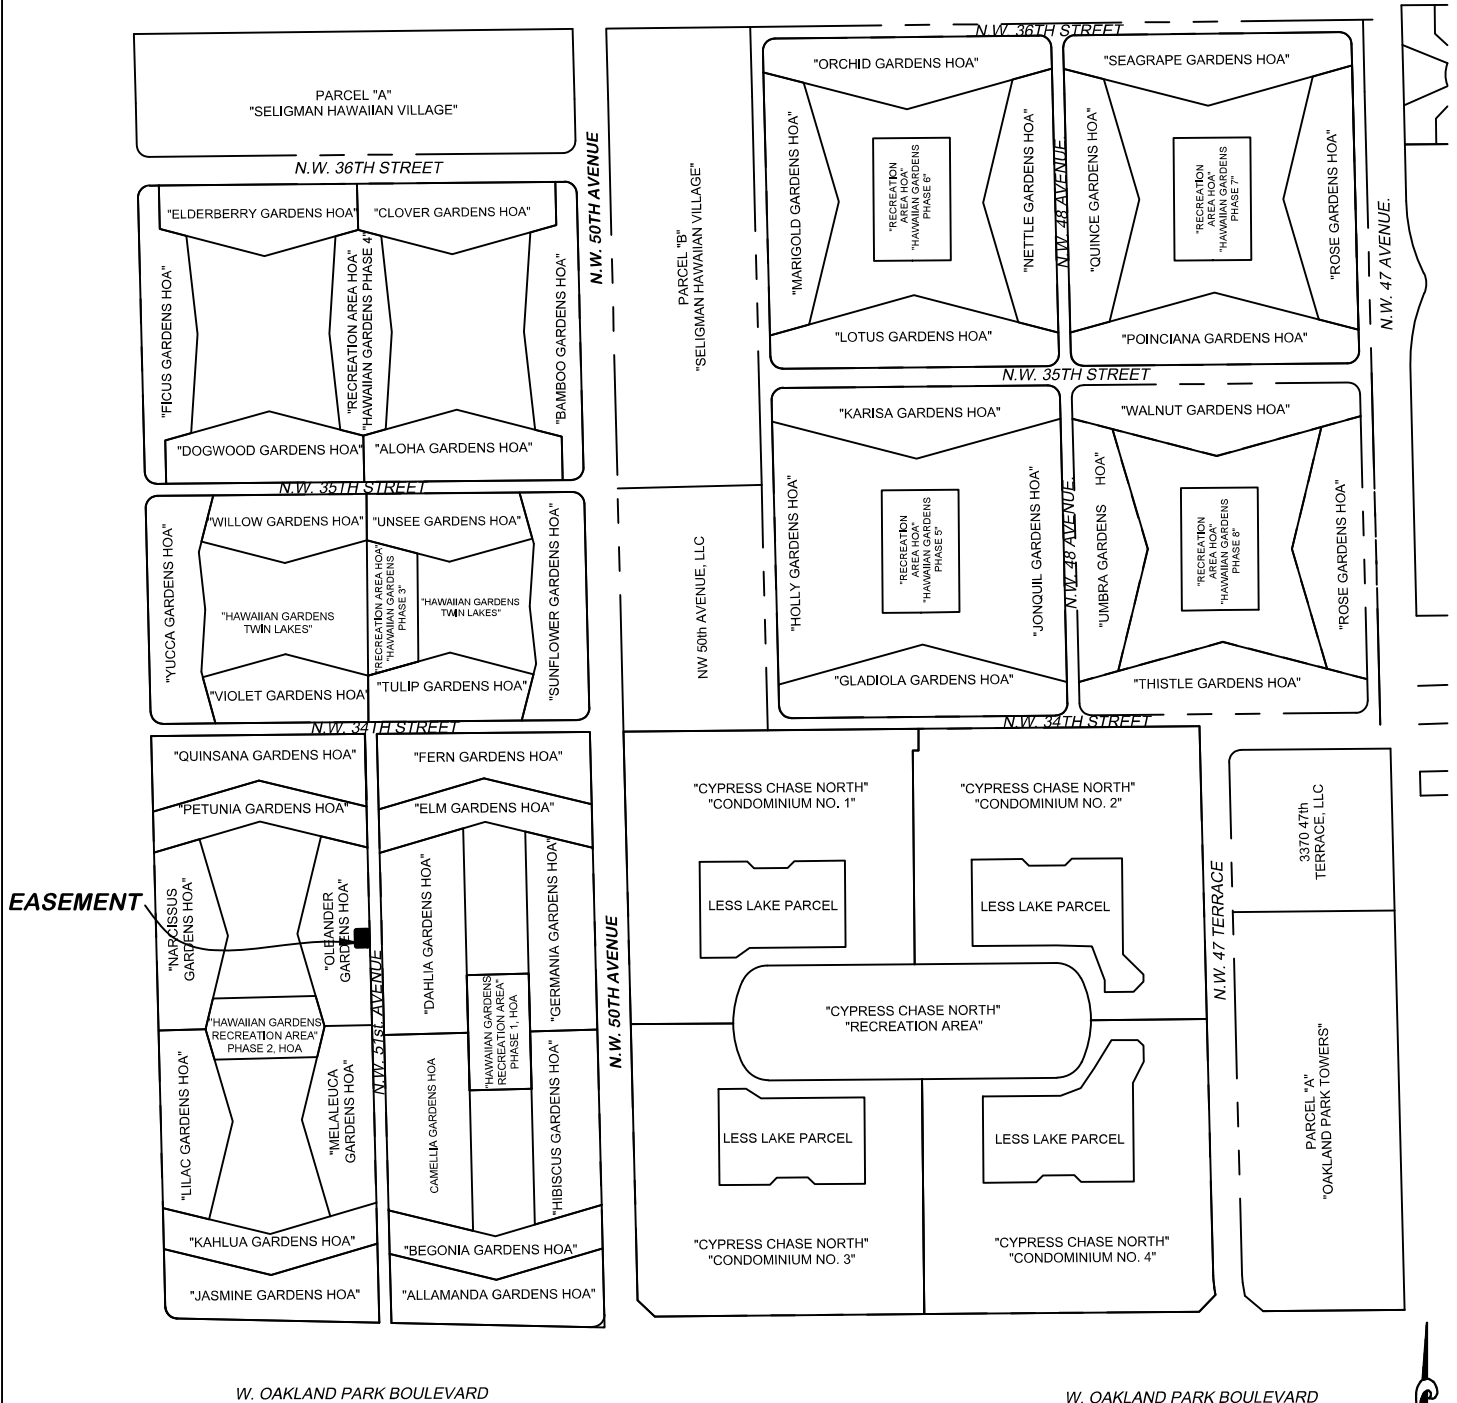 N.W. 36TH STREET
PARCEL "A"
"SELIGMAN HAWAIIAN VILLAGE"
N.W. 36TH STREET
N.W. 50TH AVENUE
"ELDERBERRY GARDENS HOA"
"CLOVER GARDENS HOA"
"FICUS GARDENS HOA"
"RECREATION AREA HOA"
"HAWAIIAN GARDENS PHASE 4"
"BAMBOO GARDENS HOA"
"DOGWOOD GARDENS HOA"
"ALOHA GARDENS HOA"
N.W. 35TH STREET
PARCEL "B"
"SELIGMAN HAWAIIAN VILLAGE"
"ORCHID GARDENS HOA"
"MARIGOLD GARDENS HOA"
"RECREATION
AREA HOA"
"HAWAIIAN GARDENS
PHASE 6"
"NETTLE GARDENS HOA"
"LOTUS GARDENS HOA"
N.W. 48 AVENUE.
"SEAGRAPE GARDENS HOA"
"QUINCE GARDENS HOA"
"RECREATION
AREA HOA"
"HAWAIIAN GARDENS
PHASE 7"
"ROSE GARDENS HOA"
"POINCIANA GARDENS HOA"
N.W. 47 AVENUE.
N.W. 35TH STREET
"YUCCA GARDENS HOA"
"WILLOW GARDENS HOA"
"UNSEE GARDENS HOA"
"HAWAIIAN GARDENS
TWIN LAKES"
"RECREATION AREA HOA"
"HAWAIIAN GARDENS
PHASE 3"
"HAWAIIAN GARDENS
TWIN LAKES"
"SUNFLOWER GARDENS HOA"
"VIOLET GARDENS HOA"
"TULIP GARDENS HOA"
N.W. 34TH STREET
NW 50th AVENUE, LLC
"KARISA GARDENS HOA"
"HOLLY GARDENS HOA"
"RECREATION
AREA HOA"
"HAWAIIAN GARDENS
PHASE 5"
"JONQUIL GARDENS HOA"
"GLADIOLA GARDENS HOA"
N.W. 48 AVENUE.
"WALNUT GARDENS HOA"
"UMBRA GARDENS HOA"
"RECREATION
AREA HOA"
"HAWAIIAN GARDENS
PHASE 8"
"ROSE GARDENS HOA"
"THISTLE GARDENS HOA"
N.W. 34TH STREET
"QUINSANA GARDENS HOA"
"PETUNIA GARDENS HOA"
EASEMENT
"NARCISSUS
GARDENS HOA"
"OLEANDER
GARDENS HOA"
"HAWAIIAN GARDENS
RECREATION AREA"
PHASE 2, HOA
"LILAC GARDENS HOA"
"MELALEUCA
GARDENS HOA"
"KAHLUA GARDENS HOA"
"JASMINE GARDENS HOA"
N.W. 51st. AVENUE
"FERN GARDENS HOA"
"ELM GARDENS HOA"
"DAHLIA GARDENS HOA"
"GERMANIA GARDENS HOA"
"HAWAIIAN GARDENS
RECREATION AREA"
PHASE 1, HOA
CAMELLIA GARDENS HOA
"HIBISCUS GARDENS HOA"
"BEGONIA GARDENS HOA"
"ALLAMANDA GARDENS HOA"
N.W. 50TH AVENUE
"CYPRESS CHASE NORTH"
"CONDOMINIUM NO. 1"
LESS LAKE PARCEL
"CYPRESS CHASE NORTH"
"CONDOMINIUM NO. 2"
LESS LAKE PARCEL
"CYPRESS CHASE NORTH"
"RECREATION AREA"
LESS LAKE PARCEL
"CYPRESS CHASE NORTH"
"CONDOMINIUM NO. 3"
LESS LAKE PARCEL
"CYPRESS CHASE NORTH"
"CONDOMINIUM NO. 4"
N.W. 47 TERRACE
3370 47th
TERRACE, LLC
PARCEL "A"
"OAKLAND PARK TOWERS"
W. OAKLAND PARK BOULEVARD
W. OAKLAND PARK BOULEVARD